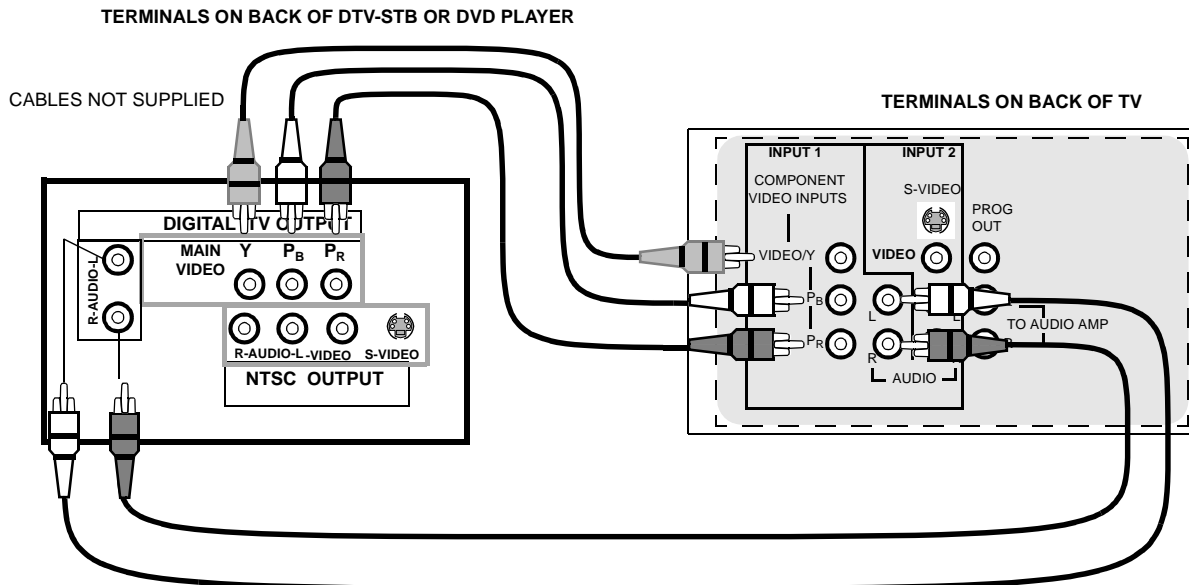 TERMINALS ON BACK OF DTV-STB OR DVD PLAYER
CABLES NOT SUPPLIED
DIGITAL TV OUTPUT
MAIN VIDEO
Y PB PR
R-AUDIO-L
R-AUDIO-L -VIDEO S-VIDEO
NTSC OUTPUT
TERMINALS ON BACK OF TV
INPUT 1 INPUT 2
COMPONENT
VIDEO INPUTS
S-VIDEO
PROG
OUT
VIDEO/Y
VIDEO
PB
L
L
TO AUDIO AMP
PR
R
R
AUDIO